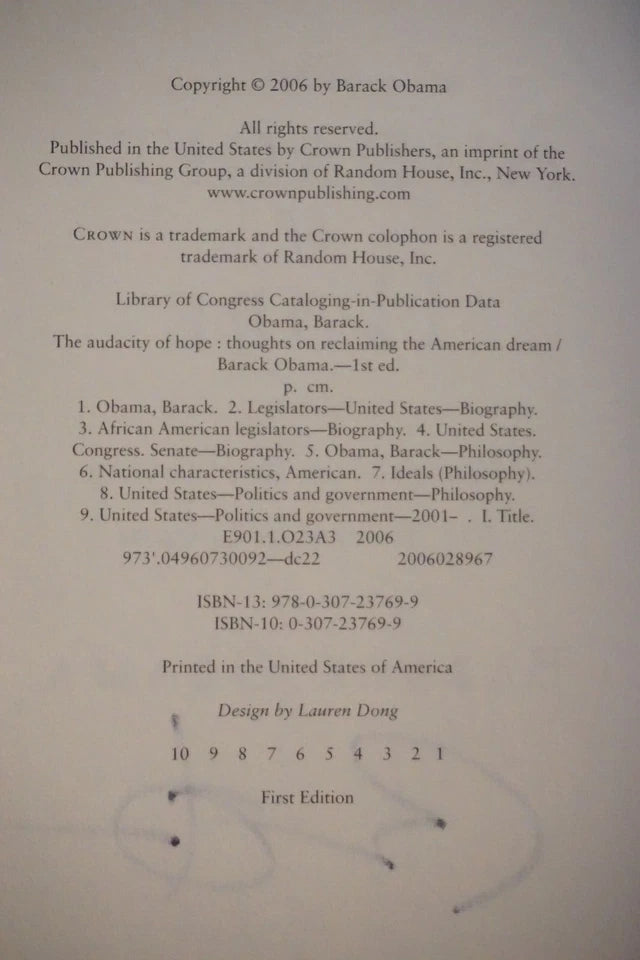 Copyright © 2006 by Barack Obama
All rights reserved.
Published in the United States by Crown Publishers, an imprint of the
Crown Publishing Group, a division of Random House, Inc., New York.
www.crownpublishing.com
CROWN is a trademark and the Crown colophon is a registered
trademark of Random House, Inc.
Library of Congress Cataloging-in-Publication Data
Obama, Barack.
The audacity of hope : thoughts on reclaiming the American dream /
Barack Obama.—1st ed.
p. cm.
1. Obama, Barack. 2. Legislators—United States—Biography.
3. African American legislators—Biography. 4. United States.
Congress. Senate—Biography. 5. Obama, Barack—Philosophy.
6. National characteristics, American. 7. Ideals (Philosophy).
8. United States—Politics and government—Philosophy.
9. United States—Politics and government—2001– . I. Title.
E901.1.O23A3 2006
973'.04960730092—dc22 2006028967
ISBN-13: 978-0-307-23769-9
ISBN-10: 0-307-23769-9
Printed in the United States of America
Design by Lauren Dong
10 9 8 7 6 5 4 3 2 1
First Edition